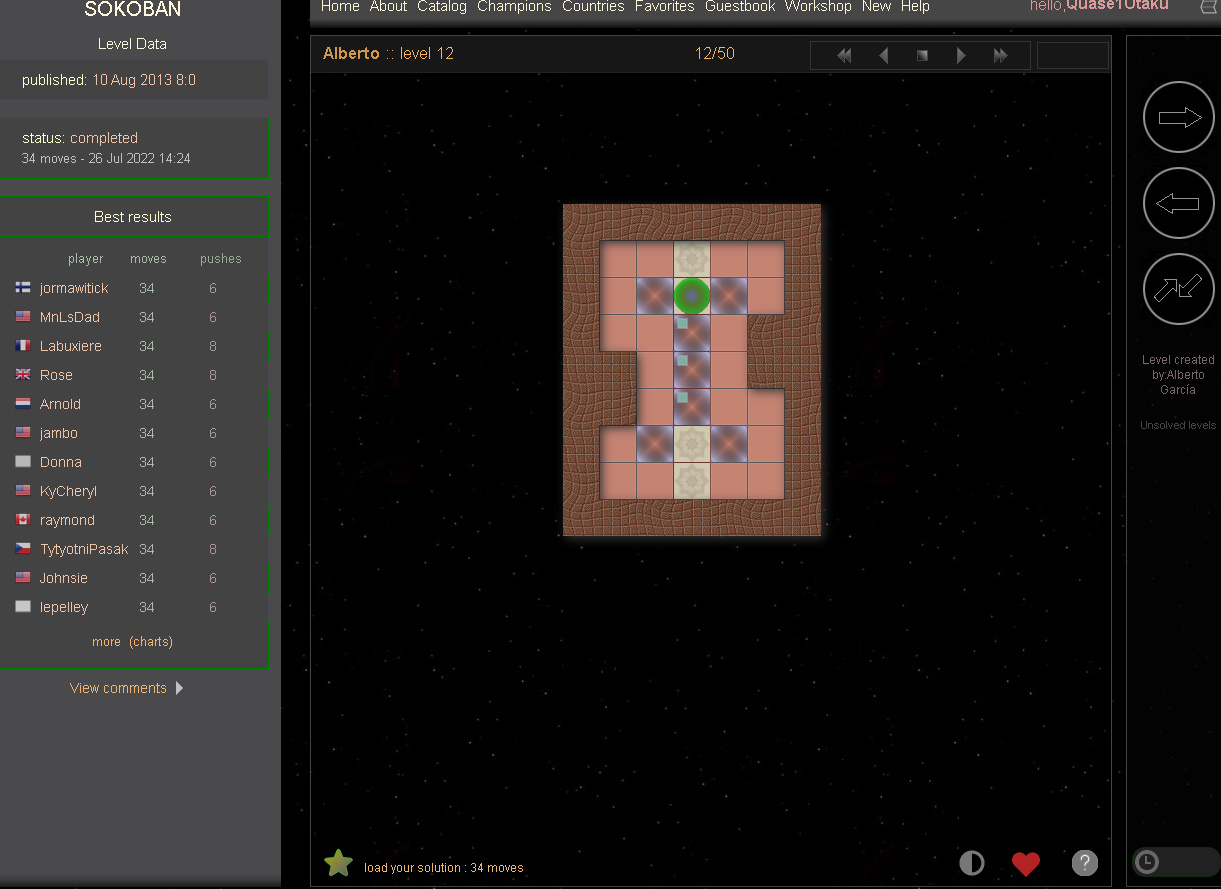 SOKOBAN
Level Data
published: 10 Aug 2013 8:0
status: completed
34 moves - 26 Jul 2022 14:24
Best results
player moves pushes
jormawitick 34 6
MnLsDad 34 6
Labuxiere 34 8
Rose 34 8
Arnold 34 6
jambo 34 6
Donna 34 6
KyCheryl 34 6
raymond 34 6
TytyotniPasak 34 8
Johnsie 34 6
lepelley 34 6
more (charts)
View comments
Home About Catalog Champions Countries Favorites Guestbook Workshop New Help
hello,Quase1Otaku
Alberto :: level 12
12/50
Level created
by:Alberto
García
Unsolved levels
load your solution : 34 moves
?